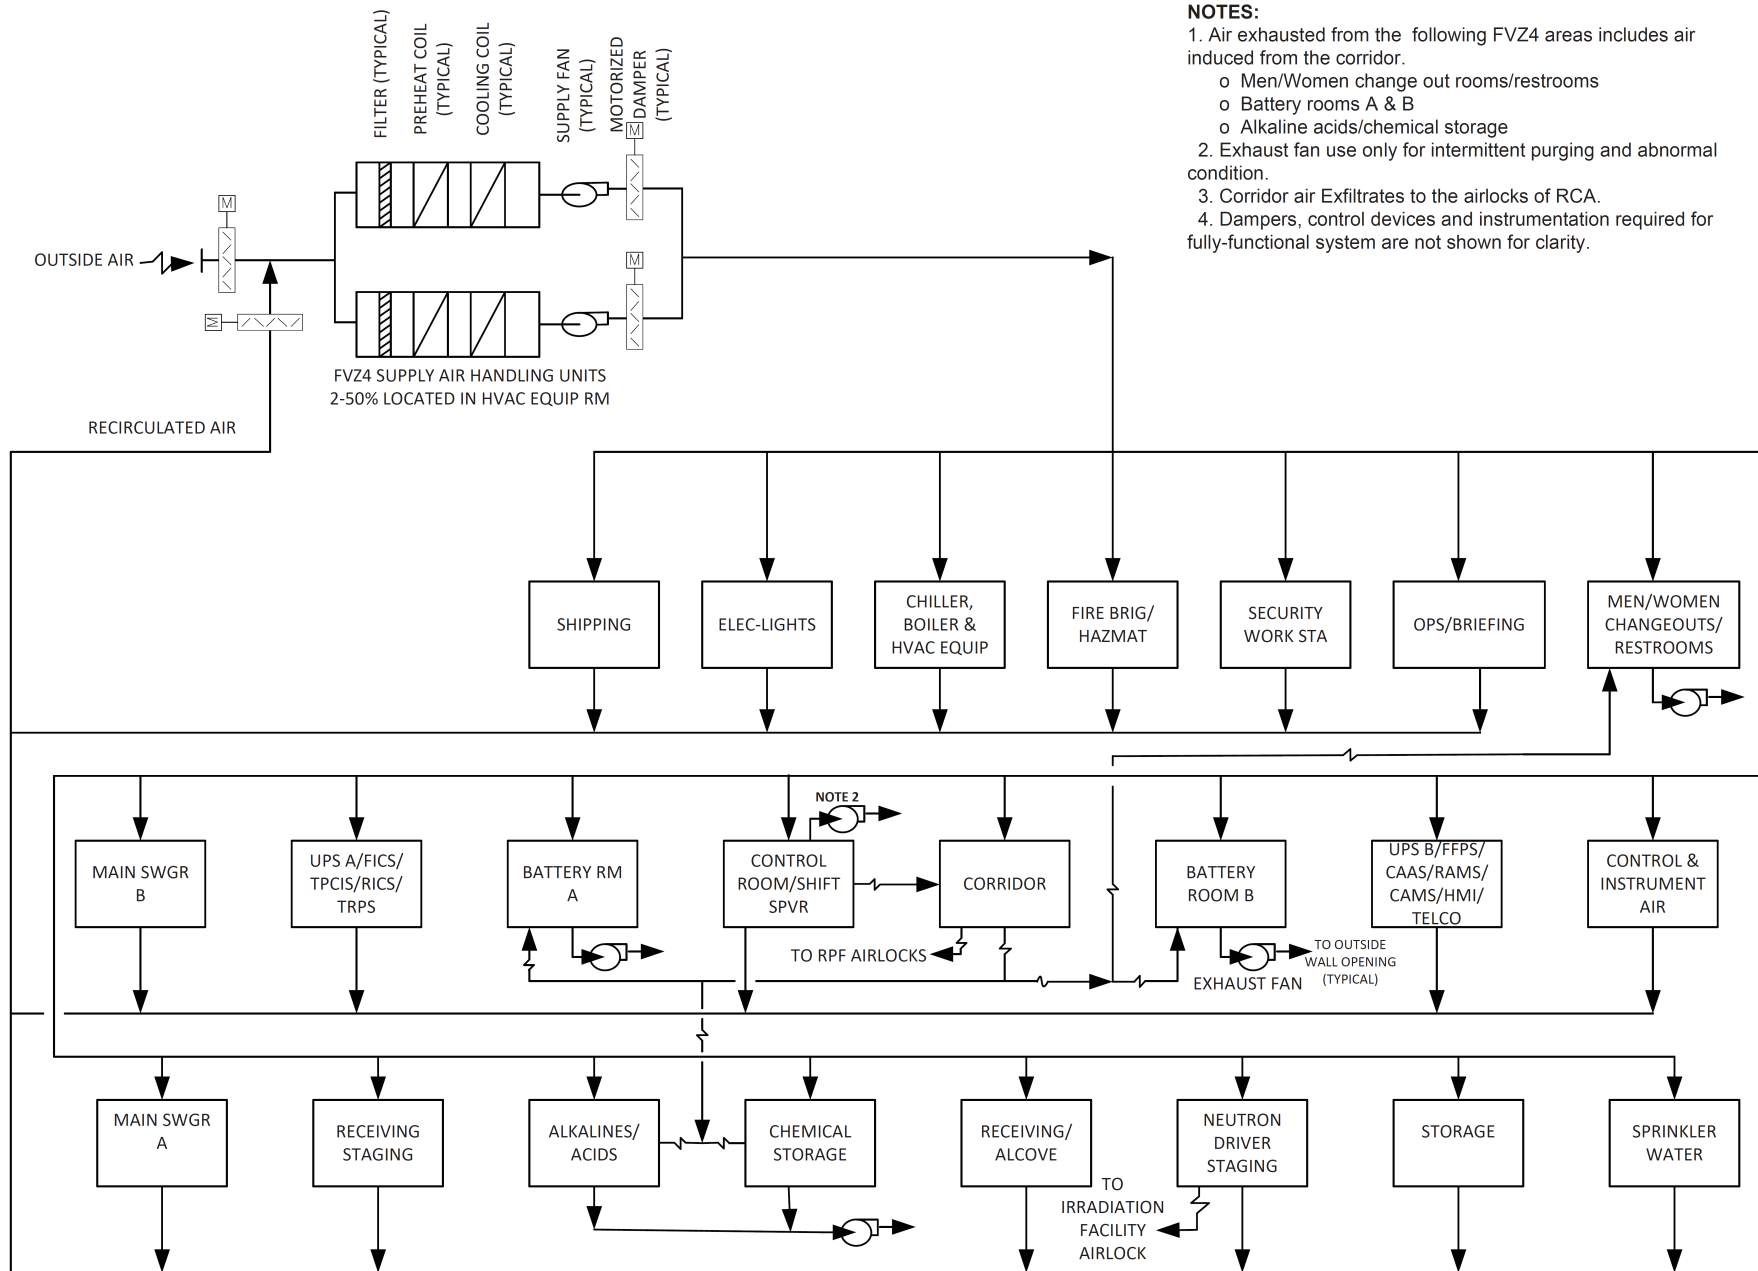 NOTES:
1. Air exhausted from the following FVZ4 areas includes air
induced from the corridor.
o Men/Women change out rooms/restrooms
o Battery rooms A & B
o Alkaline acids/chemical storage
2. Exhaust fan use only for intermittent purging and abnormal
condition.
3. Corridor air Exfiltrates to the airlocks of RCA.
4. Dampers, control devices and instrumentation required for
fully-functional system are not shown for clarity.
FILTER (TYPICAL)
PREHEAT COIL
(TYPICAL)
COOLING COIL
(TYPICAL)
SUPPLY FAN
(TYPICAL)
MOTORIZED
DAMPER
(TYPICAL)
M
M
OUTSIDE AIR
M
M
FVZ4 SUPPLY AIR HANDLING UNITS
2-50% LOCATED IN HVAC EQUIP RM
RECIRCULATED AIR
SHIPPING
ELEC-LIGHTS
CHILLER,
BOILER &
HVAC EQUIP
FIRE BRIG/
HAZMAT
SECURITY
WORK STA
OPS/BRIEFING
MEN/WOMEN
CHANGEOUTS/
RESTROOMS
NOTE 2
MAIN SWGR
B
UPS A/FICS/
TPCIS/RICS/
TRPS
BATTERY RM
A
CONTROL
ROOM/SHIFT
SPVR
CORRIDOR
BATTERY
ROOM B
UPS B/FFPS/
CAAS/RAMS/
CAMS/HMI/
TELCO
CONTROL &
INSTRUMENT
AIR
TO RPF AIRLOCKS
EXHAUST FAN
TO OUTSIDE
WALL OPENING
(TYPICAL)
MAIN SWGR
A
RECEIVING
STAGING
ALKALINES/
ACIDS
CHEMICAL
STORAGE
RECEIVING/
ALCOVE
NEUTRON
DRIVER
STAGING
STORAGE
SPRINKLER
WATER
TO
IRRADIATION
FACILITY
AIRLOCK